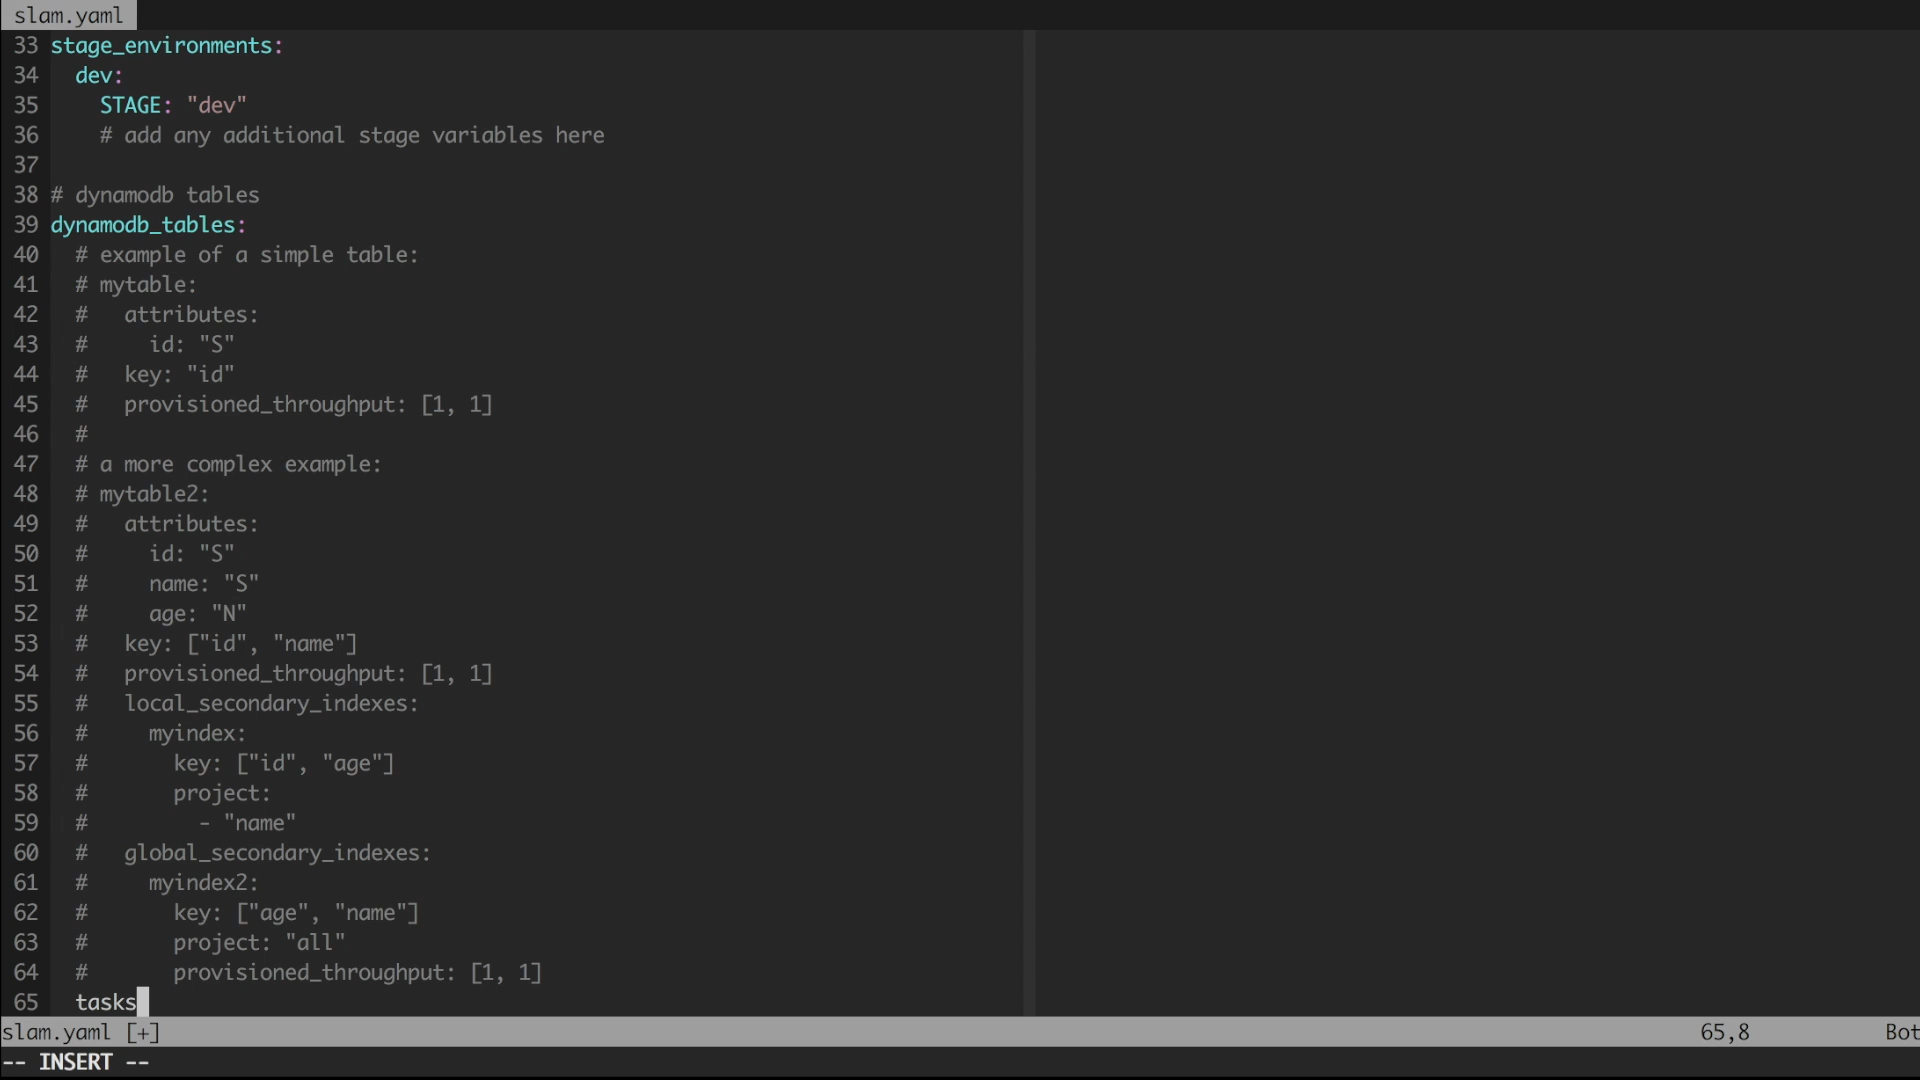 slam.yaml
33 stage_environments:
34   dev:
35     STAGE: "dev"
36     # add any additional stage variables here
37
38 # dynamodb tables
39 dynamodb_tables:
40   # example of a simple table:
41   # mytable:
42   #   attributes:
43   #     id: "S"
44   #   key: "id"
45   #   provisioned_throughput: [1, 1]
46   #
47   # a more complex example:
48   # mytable2:
49   #   attributes:
50   #     id: "S"
51   #     name: "S"
52   #     age: "N"
53   #   key: ["id", "name"]
54   #   provisioned_throughput: [1, 1]
55   #   local_secondary_indexes:
56   #     myindex:
57   #       key: ["id", "age"]
58   #       project:
59   #         - "name"
60   #   global_secondary_indexes:
61   #     myindex2:
62   #       key: ["age", "name"]
63   #       project: "all"
64   #       provisioned_throughput: [1, 1]
65   tasks
slam.yaml [+] 65,8 Bot
-- INSERT --